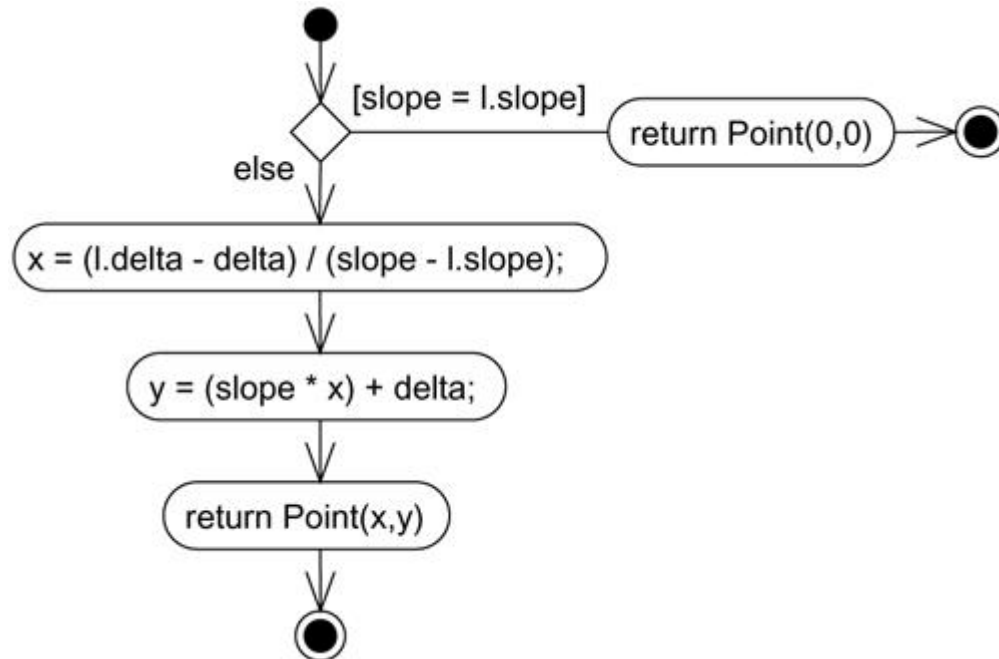 [slope = l.slope]
return Point(0,0)
else
x = (l.delta - delta) / (slope - l.slope);
y = (slope * x) + delta;
return Point(x,y)